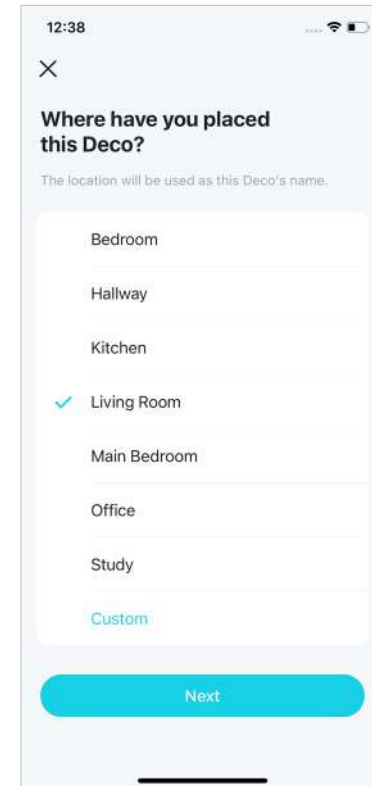 12:38
Where have you placed
this Deco?
The location will be used as this Deco's name.
Bedroom
Hallway
Kitchen
Living Room
Main Bedroom
Office
Study
Custom
Next